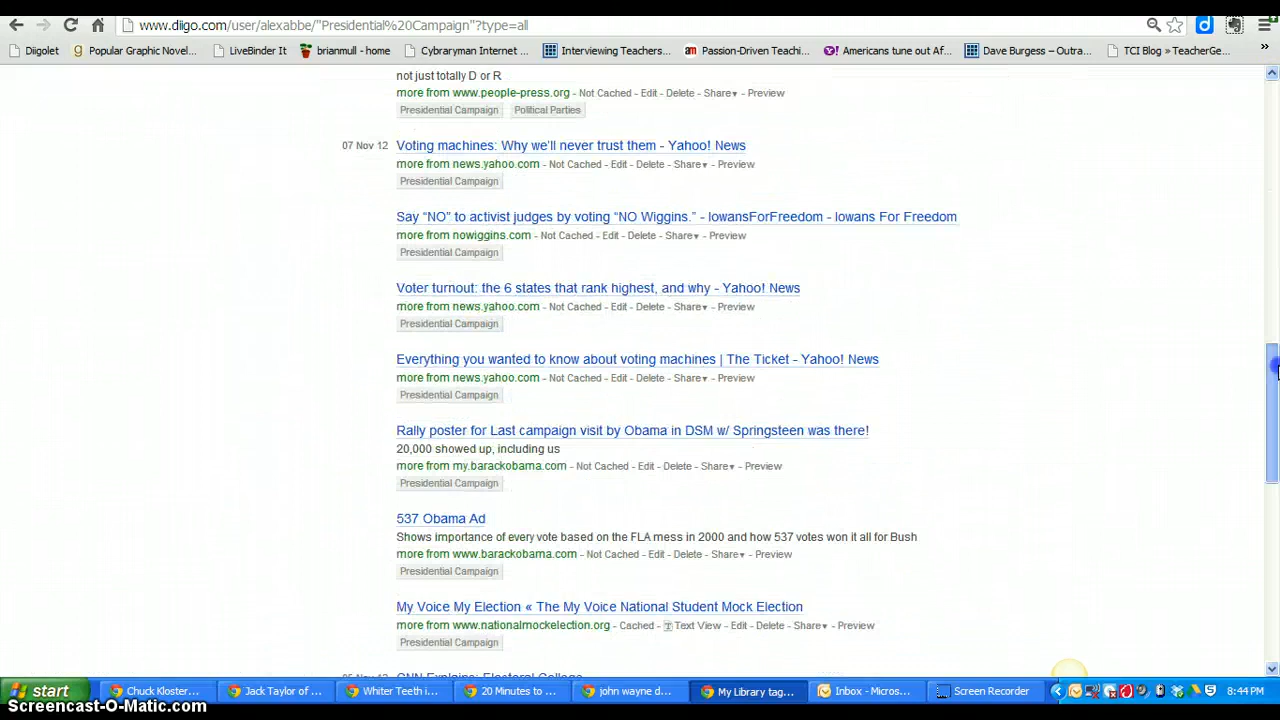 www.diigo.com/user/alexabbe/"Presidential%20Campaign"?type=all
Diigolet Popular Graphic Novel... LiveBinder It brianmull - home Cybraryman Internet ... Interviewing Teachers... Passion-Driven Teachi... Americans tune out Af... Dave Burgess – Outra... TCI Blog » TeacherGe...
not just totally D or R
more from www.people-press.org - Not Cached - Edit - Delete - Share▾ - Preview
Presidential Campaign Political Parties
07 Nov 12 Voting machines: Why we'll never trust them - Yahoo! News
more from news.yahoo.com - Not Cached - Edit - Delete - Share▾ - Preview
Presidential Campaign
Say “NO” to activist judges by voting “NO Wiggins.” - IowansForFreedom - Iowans For Freedom
more from nowiggins.com - Not Cached - Edit - Delete - Share▾ - Preview
Presidential Campaign
Voter turnout: the 6 states that rank highest, and why - Yahoo! News
more from news.yahoo.com - Not Cached - Edit - Delete - Share▾ - Preview
Presidential Campaign
Everything you wanted to know about voting machines | The Ticket - Yahoo! News
more from news.yahoo.com - Not Cached - Edit - Delete - Share▾ - Preview
Presidential Campaign
Rally poster for Last campaign visit by Obama in DSM w/ Springsteen was there!
20,000 showed up, including us
more from my.barackobama.com - Not Cached - Edit - Delete - Share▾ - Preview
Presidential Campaign
537 Obama Ad
Shows importance of every vote based on the FLA mess in 2000 and how 537 votes won it all for Bush
more from www.barackobama.com - Not Cached - Edit - Delete - Share▾ - Preview
Presidential Campaign
My Voice My Election « The My Voice National Student Mock Election
more from www.nationalmockelection.org - Cached - Text View - Edit - Delete - Share▾ - Preview
Presidential Campaign
05 Nov 12 CNN Explains: Electoral College
start Chuck Kloster... Jack Taylor of ... Whiter Teeth i... 20 Minutes to ... john wayne d... My Library tag... Inbox - Micros... Screen Recorder 8:44 PM
Screencast-O-Matic.com